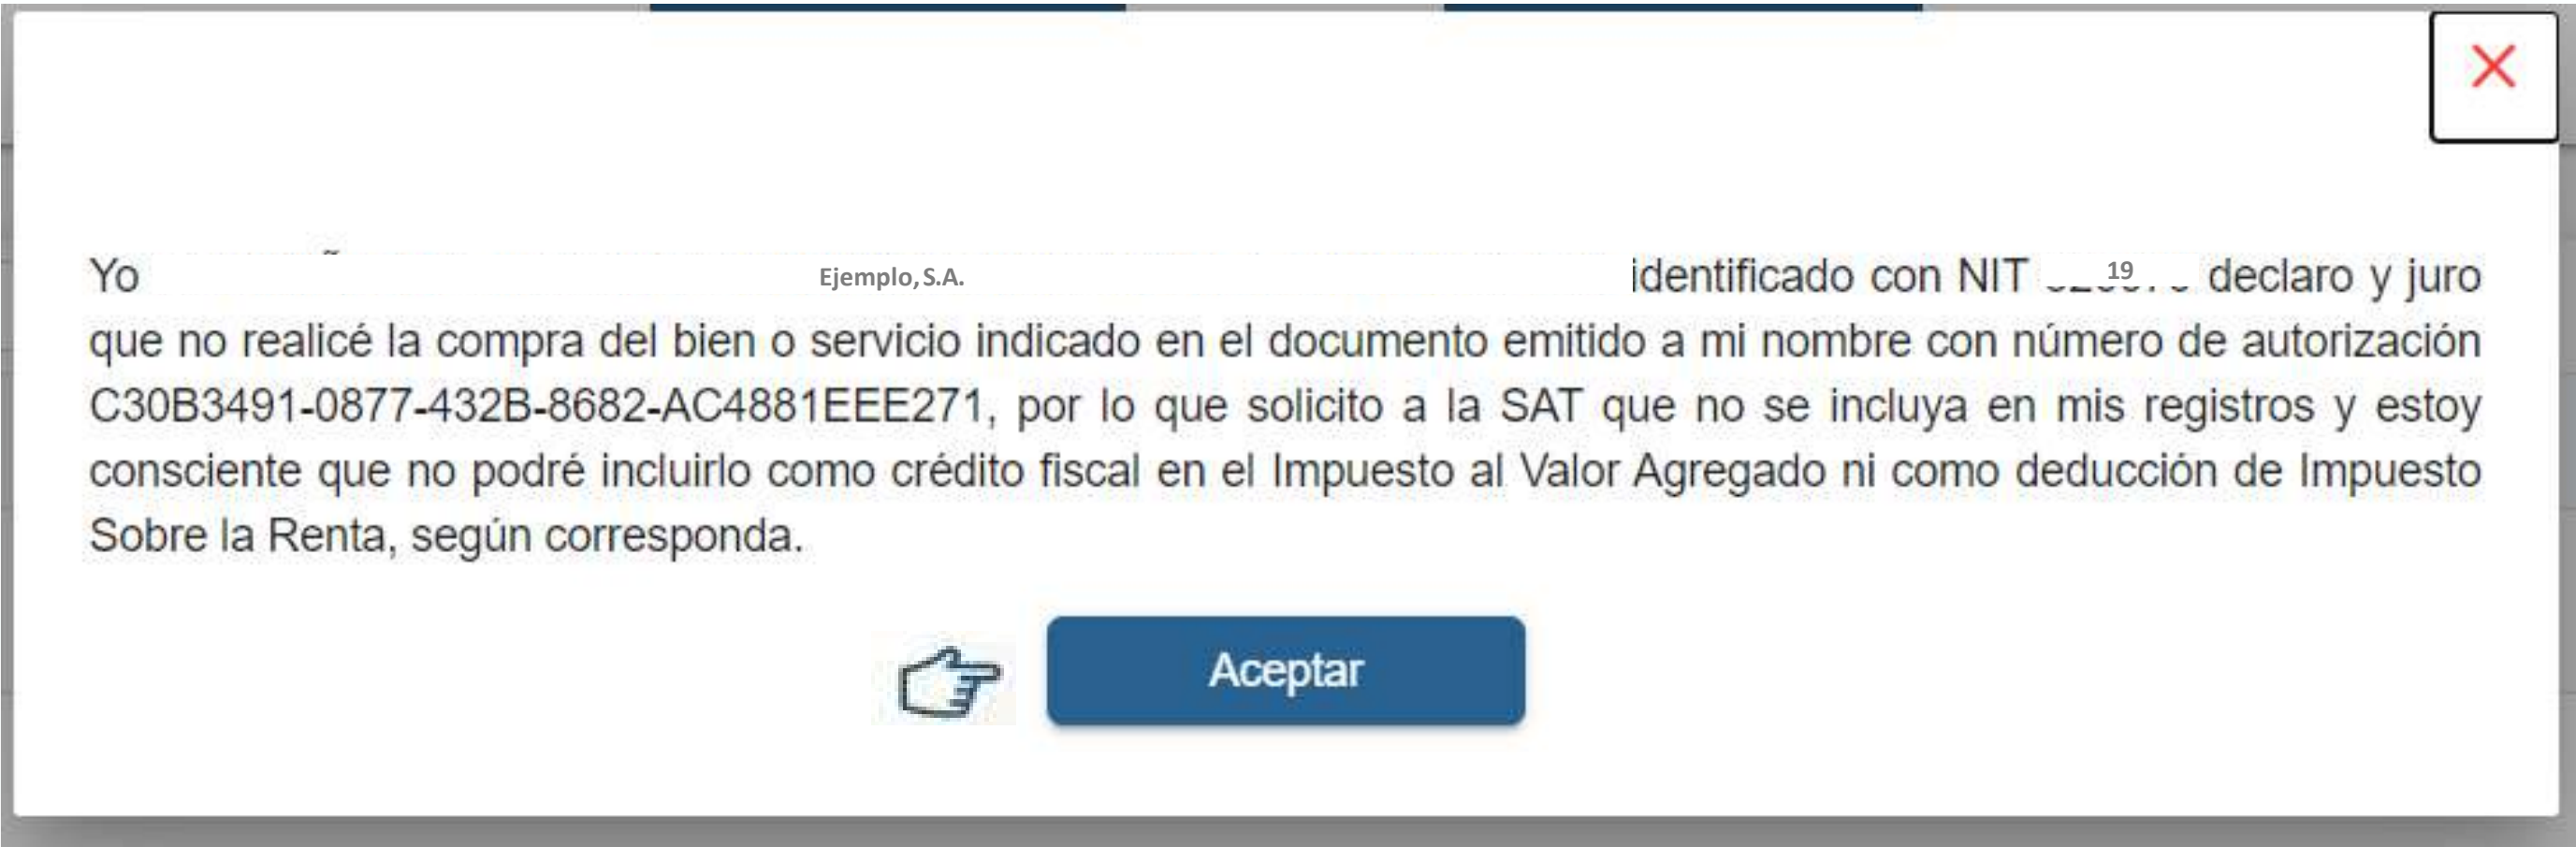 Yo Ejemplo, S.A. identificado con NIT 19 declaro y juro
que no realicé la compra del bien o servicio indicado en el documento emitido a mi nombre con número de autorización
C30B3491-0877-432B-8682-AC4881EEE271, por lo que solicito a la SAT que no se incluya en mis registros y estoy
consciente que no podré incluirlo como crédito fiscal en el Impuesto al Valor Agregado ni como deducción de Impuesto
Sobre la Renta, según corresponda.
Aceptar